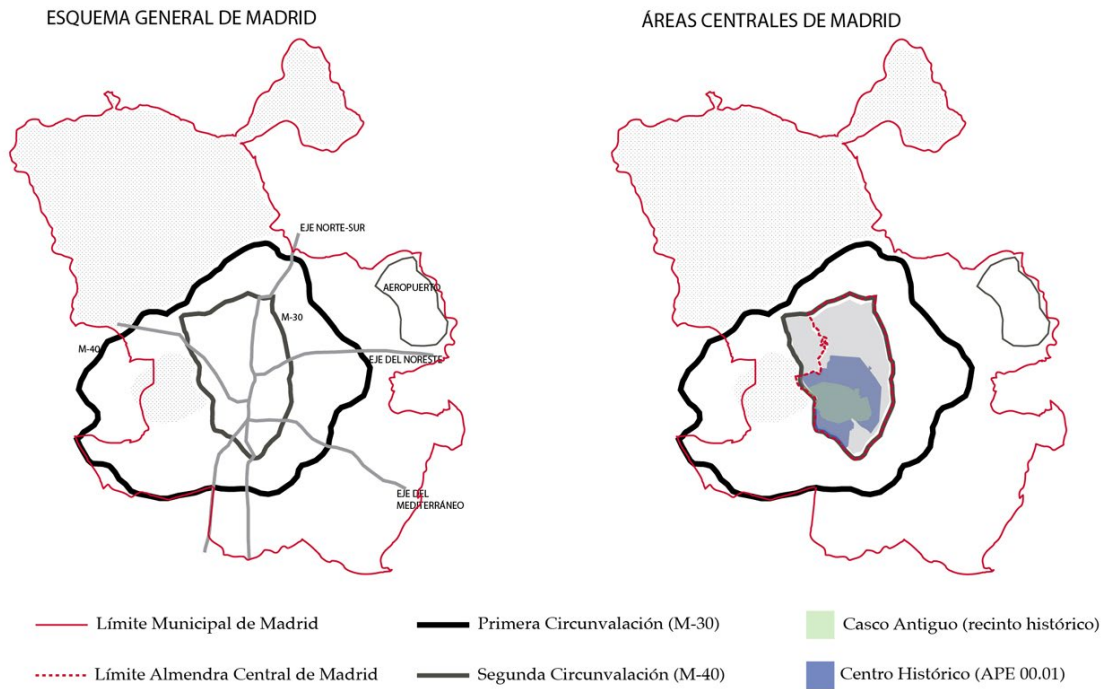 ESQUEMA GENERAL DE MADRID
ÁREAS CENTRALES DE MADRID
EJE NORTE-SUR
AEROPUERTO
M-30
M-40
EJE DEL NORESTE
EJE DEL
MEDITERRÁNEO
Límite Municipal de Madrid
Primera Circunvalación (M-30)
Casco Antiguo (recinto histórico)
Límite Almendra Central de Madrid
Segunda Circunvalación (M-40)
Centro Histórico (APE 00.01)